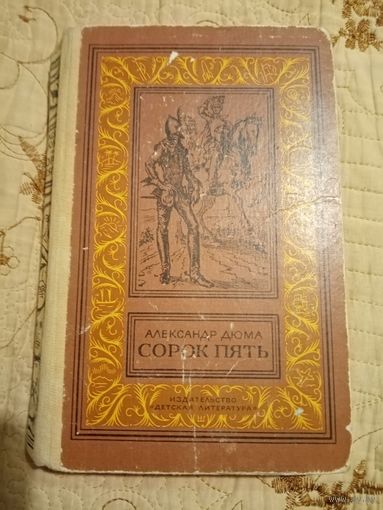 АЛЕКСАНДР ДЮМА
СОРОК ПЯТЬ
ИЗДАТЕЛЬСТВО
«ДЕТСКАЯ ЛИТЕРАТУРА»